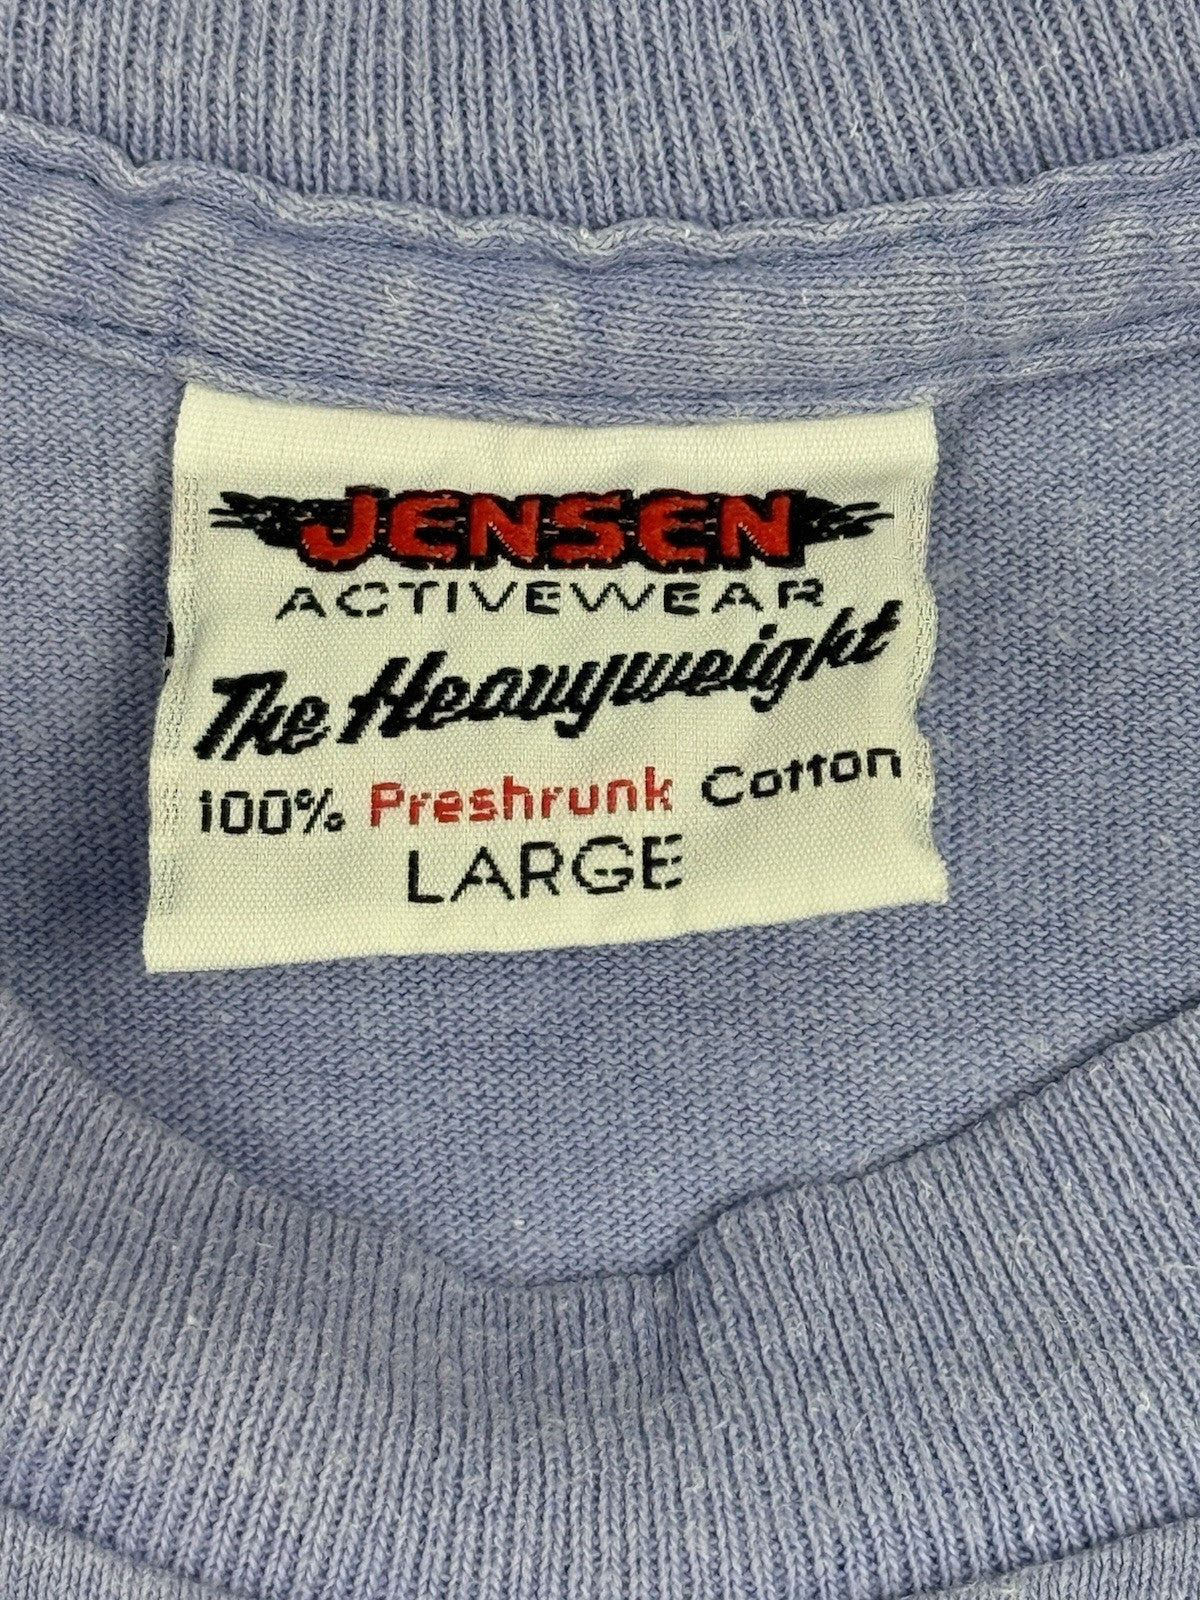 JENSEN
ACTIVEWEAR
The Heavyweight
100% Preshrunk Cotton
LARGE